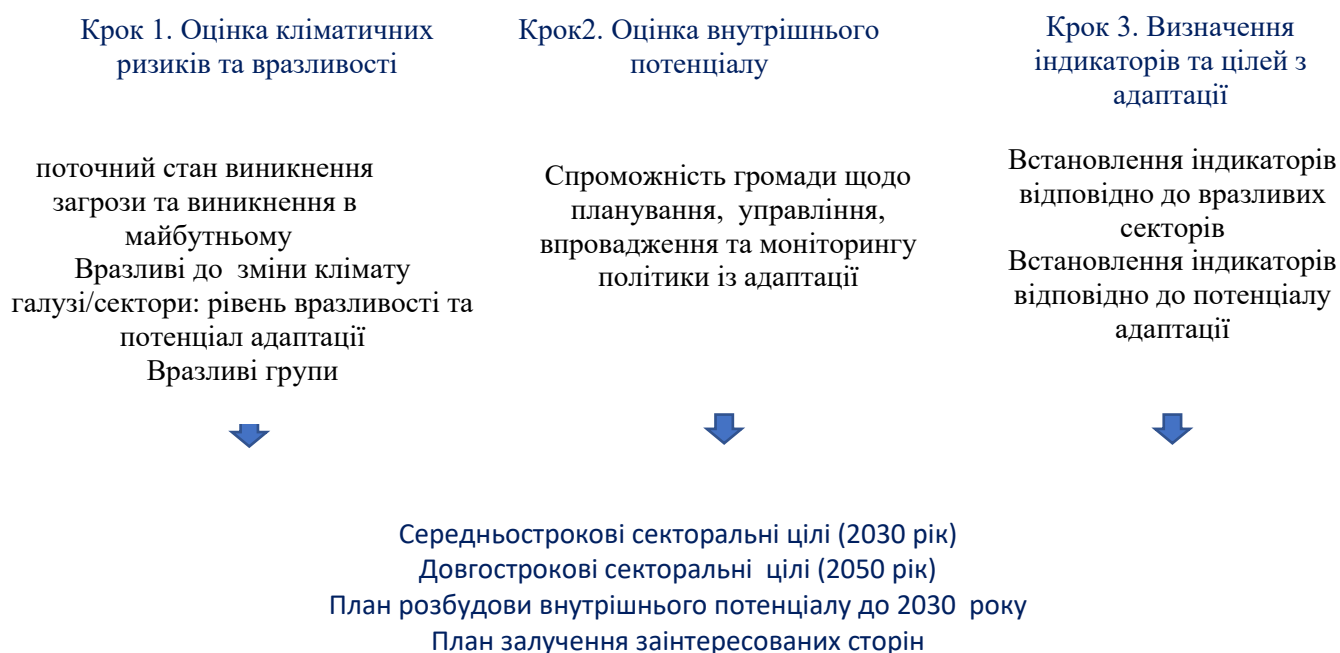 Крок 1. Оцінка кліматичних
ризиків та вразливості
поточний стан виникнення
загрози та виникнення в
майбутньому
Вразливі до зміни клімату
галузі/сектори: рівень вразливості та
потенціал адаптації
Вразливі групи
Крок2. Оцінка внутрішнього
потенціалу
Спроможність громади щодо
планування, управління,
впровадження та моніторингу
політики із адаптації
Крок 3. Визначення
індикаторів та цілей з
адаптації
Встановлення індикаторів
відповідно до вразливих
секторів
Встановлення індикаторів
відповідно до потенціалу
адаптації
Середньострокові секторальні цілі (2030 рік)
Довгострокові секторальні цілі (2050 рік)
План розбудови внутрішнього потенціалу до 2030 року
План залучення заінтересованих сторін